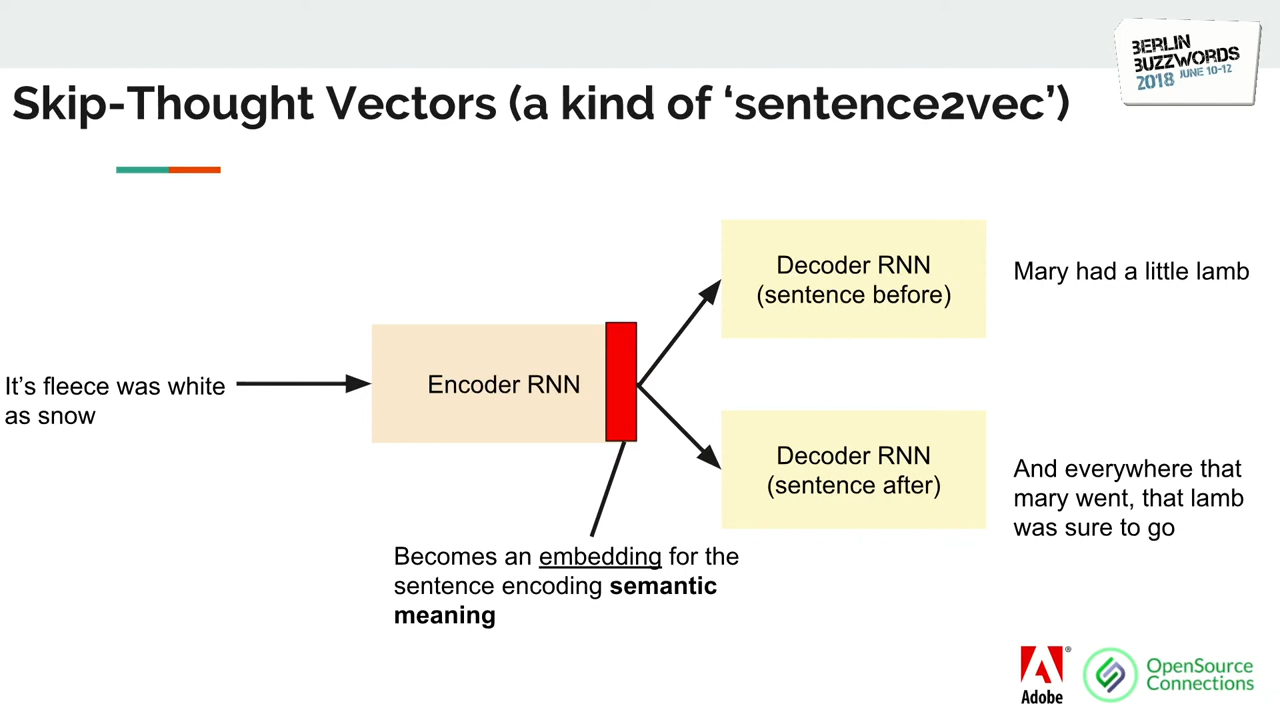 BERLIN
BUZZWORDS
2018 JUNE 10-12
Skip-Thought Vectors (a kind of ‘sentence2vec’)
Decoder RNN
(sentence before)
Mary had a little lamb
It’s fleece was white
as snow
Encoder RNN
Decoder RNN
(sentence after)
And everywhere that
mary went, that lamb
was sure to go
Becomes an embedding for the
sentence encoding semantic
meaning
Adobe®
OpenSource
Connections